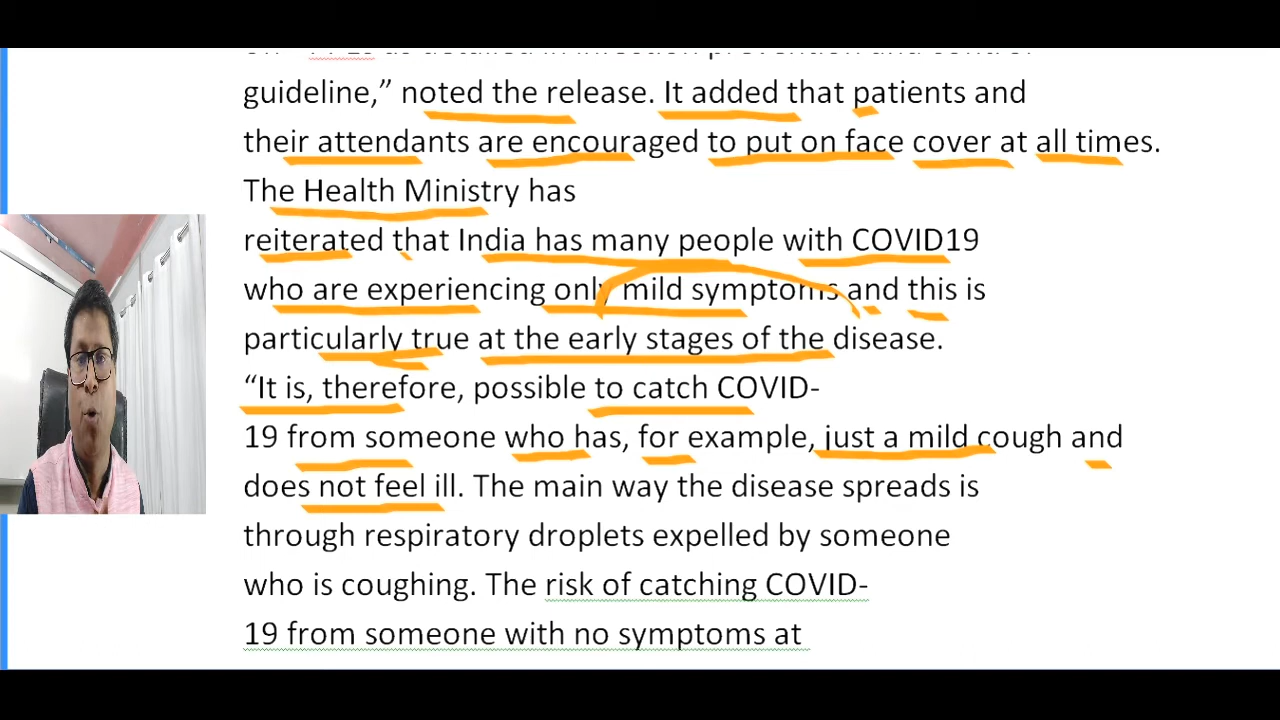 guideline,” noted the release. It added that patients and
their attendants are encouraged to put on face cover at all times.
The Health Ministry has
reiterated that India has many people with COVID19
who are experiencing only mild symptoms and this is
particularly true at the early stages of the disease.
“It is, therefore, possible to catch COVID-
19 from someone who has, for example, just a mild cough and
does not feel ill. The main way the disease spreads is
through respiratory droplets expelled by someone
who is coughing. The risk of catching COVID-
19 from someone with no symptoms at